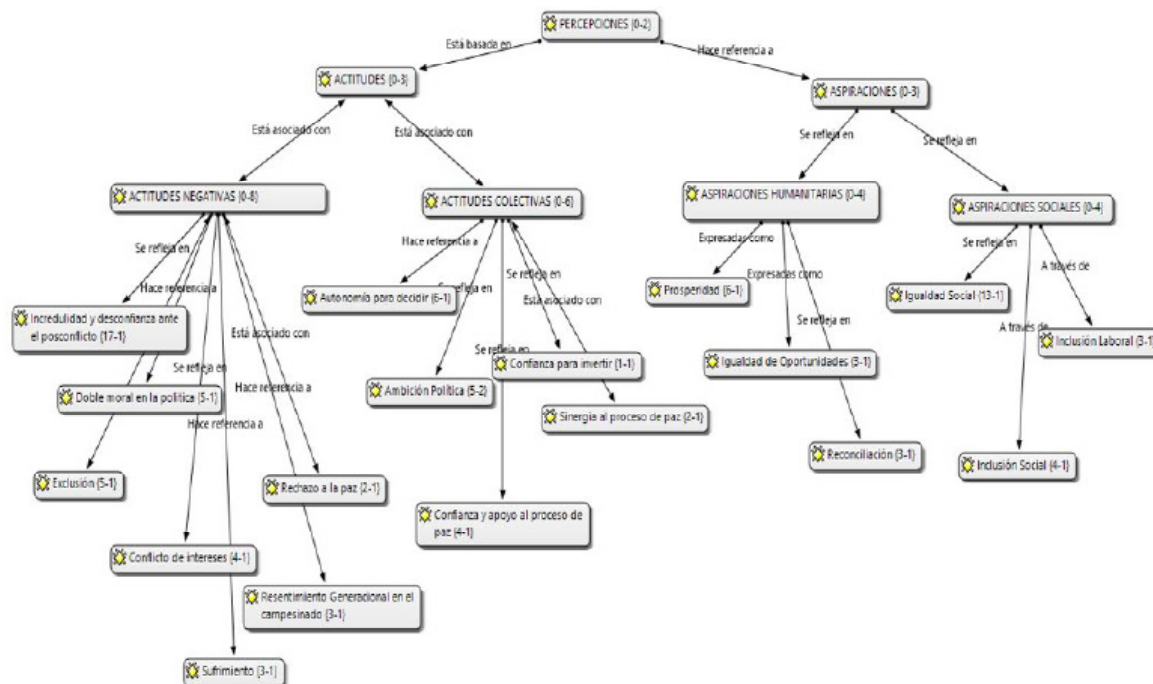 PERCEPCIONES {0-2}
Está basada en
Hace referencia a
ACTITUDES {0-3}
ASPIRACIONES {0-3}
Está asociado con
Está asociado con
Se refleja en
Se refleja en
ACTITUDES NEGATIVAS {0-8}
ACTITUDES COLECTIVAS {0-6}
ASPIRACIONES HUMANITARIAS {0-4}
ASPIRACIONES SOCIALES {0-4}
Se refleja en
Hace referencia a
Expresadas como
Se refleja en
Hace referencia a
Se refleja en
Se refleja en
Expresadas como
A través de
Prosperidad {6-1}
Igualdad Social {13-1}
Autonomía para decidir {6-1}
Está asociado con
Incredulidad y desconfianza ante
el posconflicto {17-1}
Está asociado con
Se refleja en
A través de
Inclusión Laboral {3-1}
Se refleja en
Se refleja en
Confianza para invertir {1-1}
Igualdad de Oportunidades {3-1}
Doble moral en la política {5-1}
Hace referencia a
Ambición Política {5-2}
Hace referencia a
Sinergia al proceso de paz {2-1}
Reconciliación {3-1}
Inclusión Social {4-1}
Exclusión {5-1}
Rechazo a la paz {2-1}
Confianza y apoyo al proceso de
paz {4-1}
Conflicto de intereses {4-1}
Resentimiento Generacional en el
campesinado {3-1}
Sufrimiento {3-1}